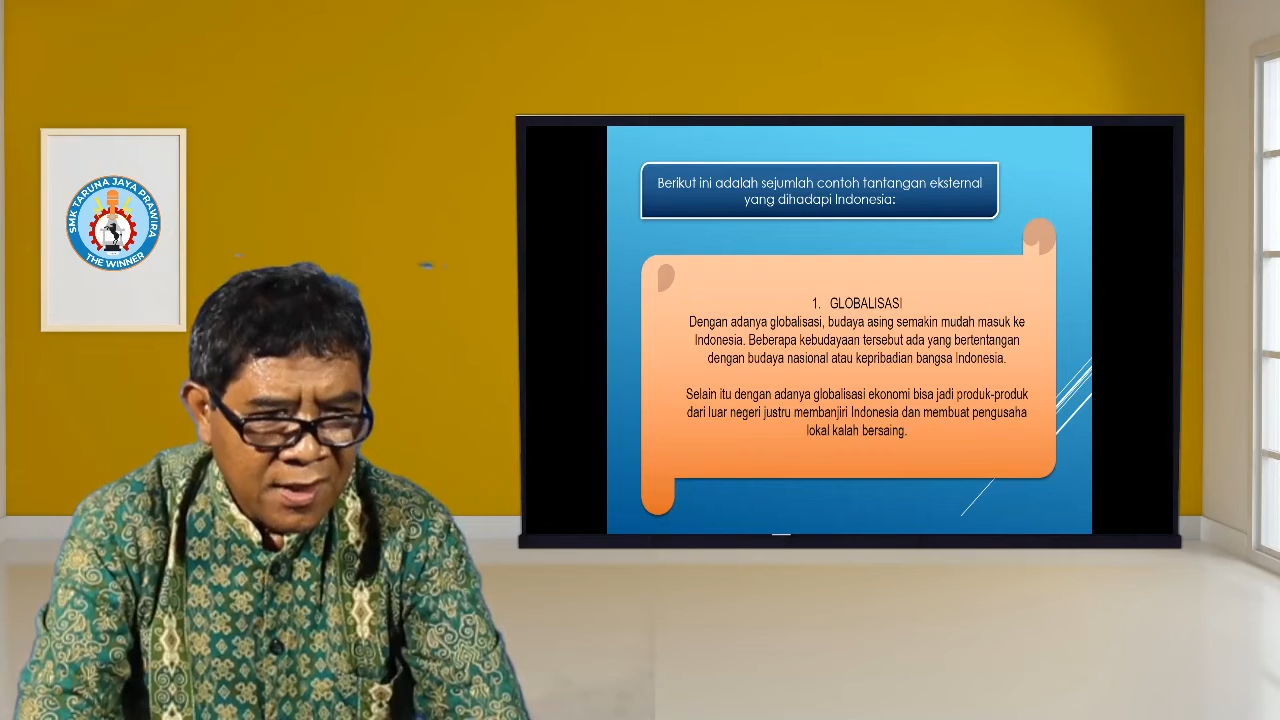 SMK TARUNA JAYA PRAWIRA
THE WINNER
Berikut ini adalah sejumlah contoh tantangan eksternal
yang dihadapi Indonesia:
1. GLOBALISASI
Dengan adanya globalisasi, budaya asing semakin mudah masuk ke
Indonesia. Beberapa kebudayaan tersebut ada yang bertentangan
dengan budaya nasional atau kepribadian bangsa Indonesia.
Selain itu dengan adanya globalisasi ekonomi bisa jadi produk-produk
dari luar negeri justru membanjiri Indonesia dan membuat pengusaha
lokal kalah bersaing.